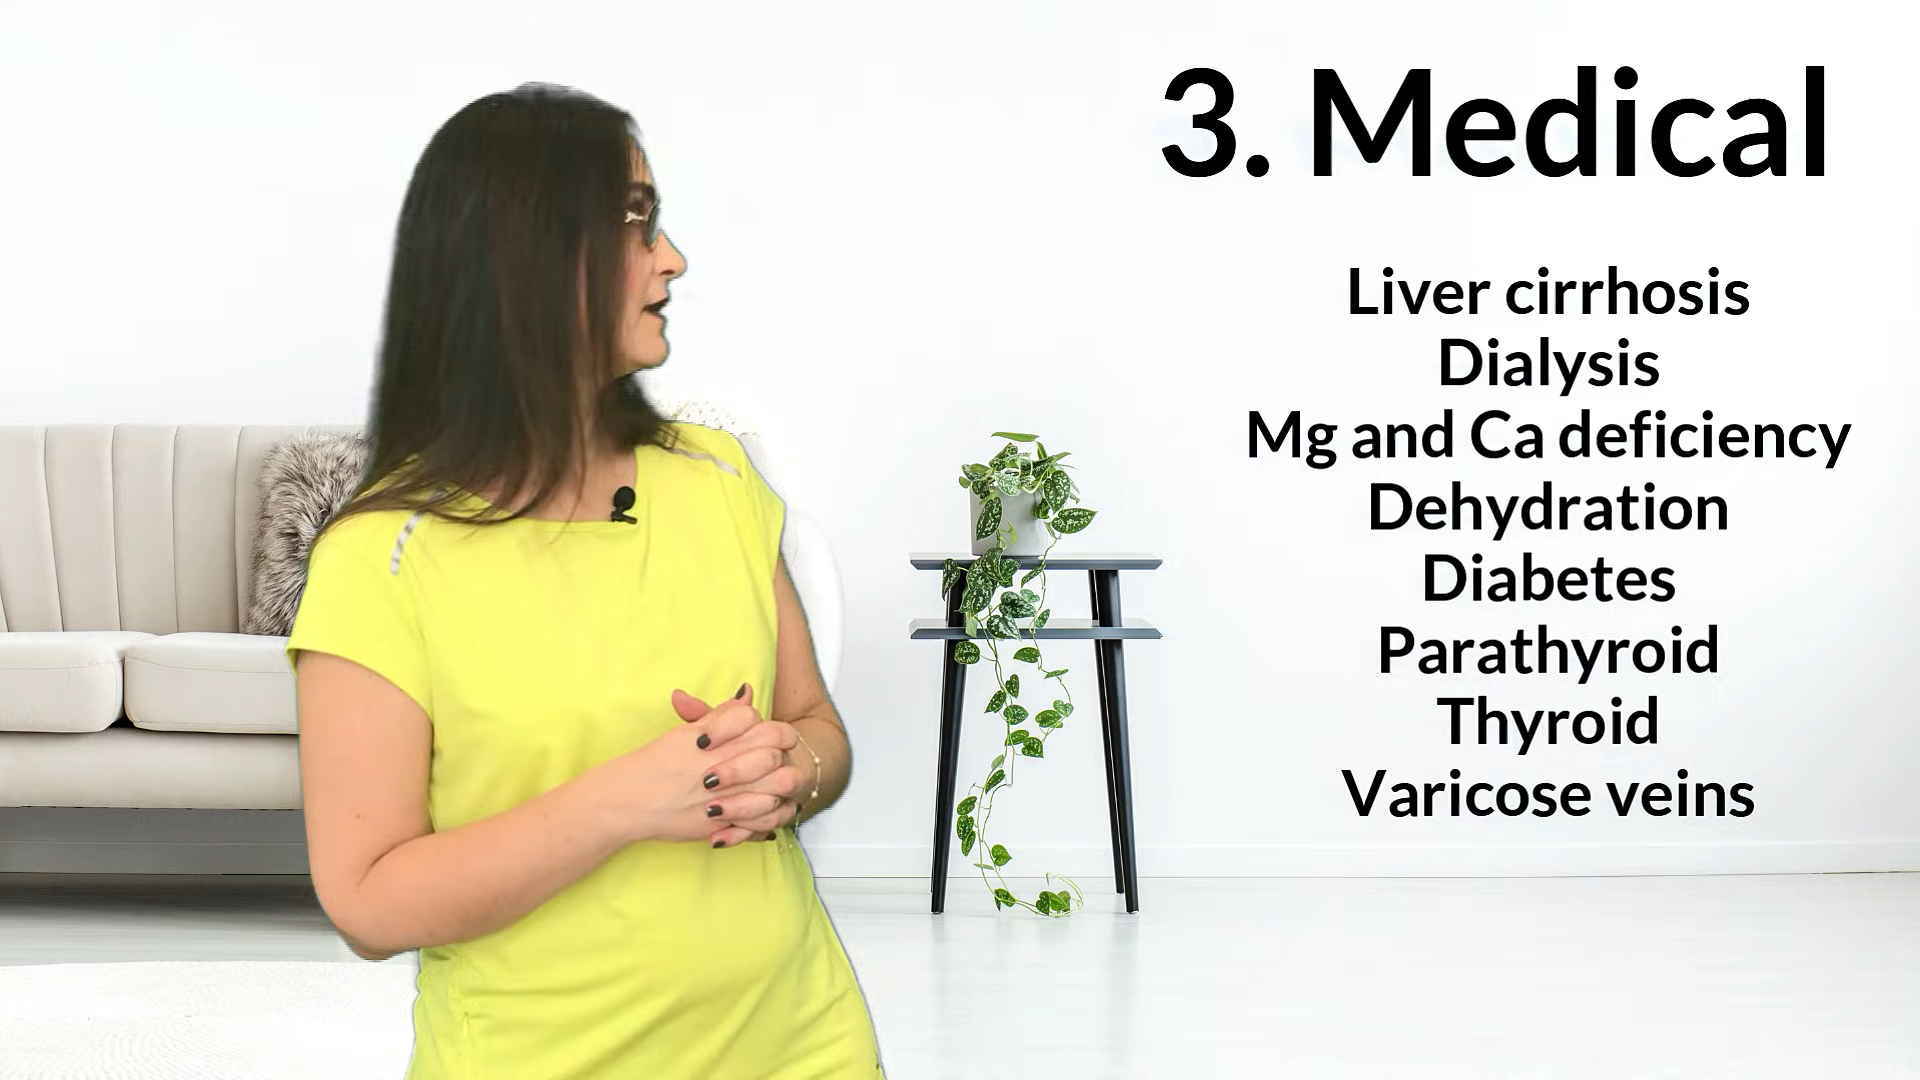 3. Medical
Liver cirrhosis
Dialysis
Mg and Ca deficiency
Dehydration
Diabetes
Parathyroid
Thyroid
Varicose veins